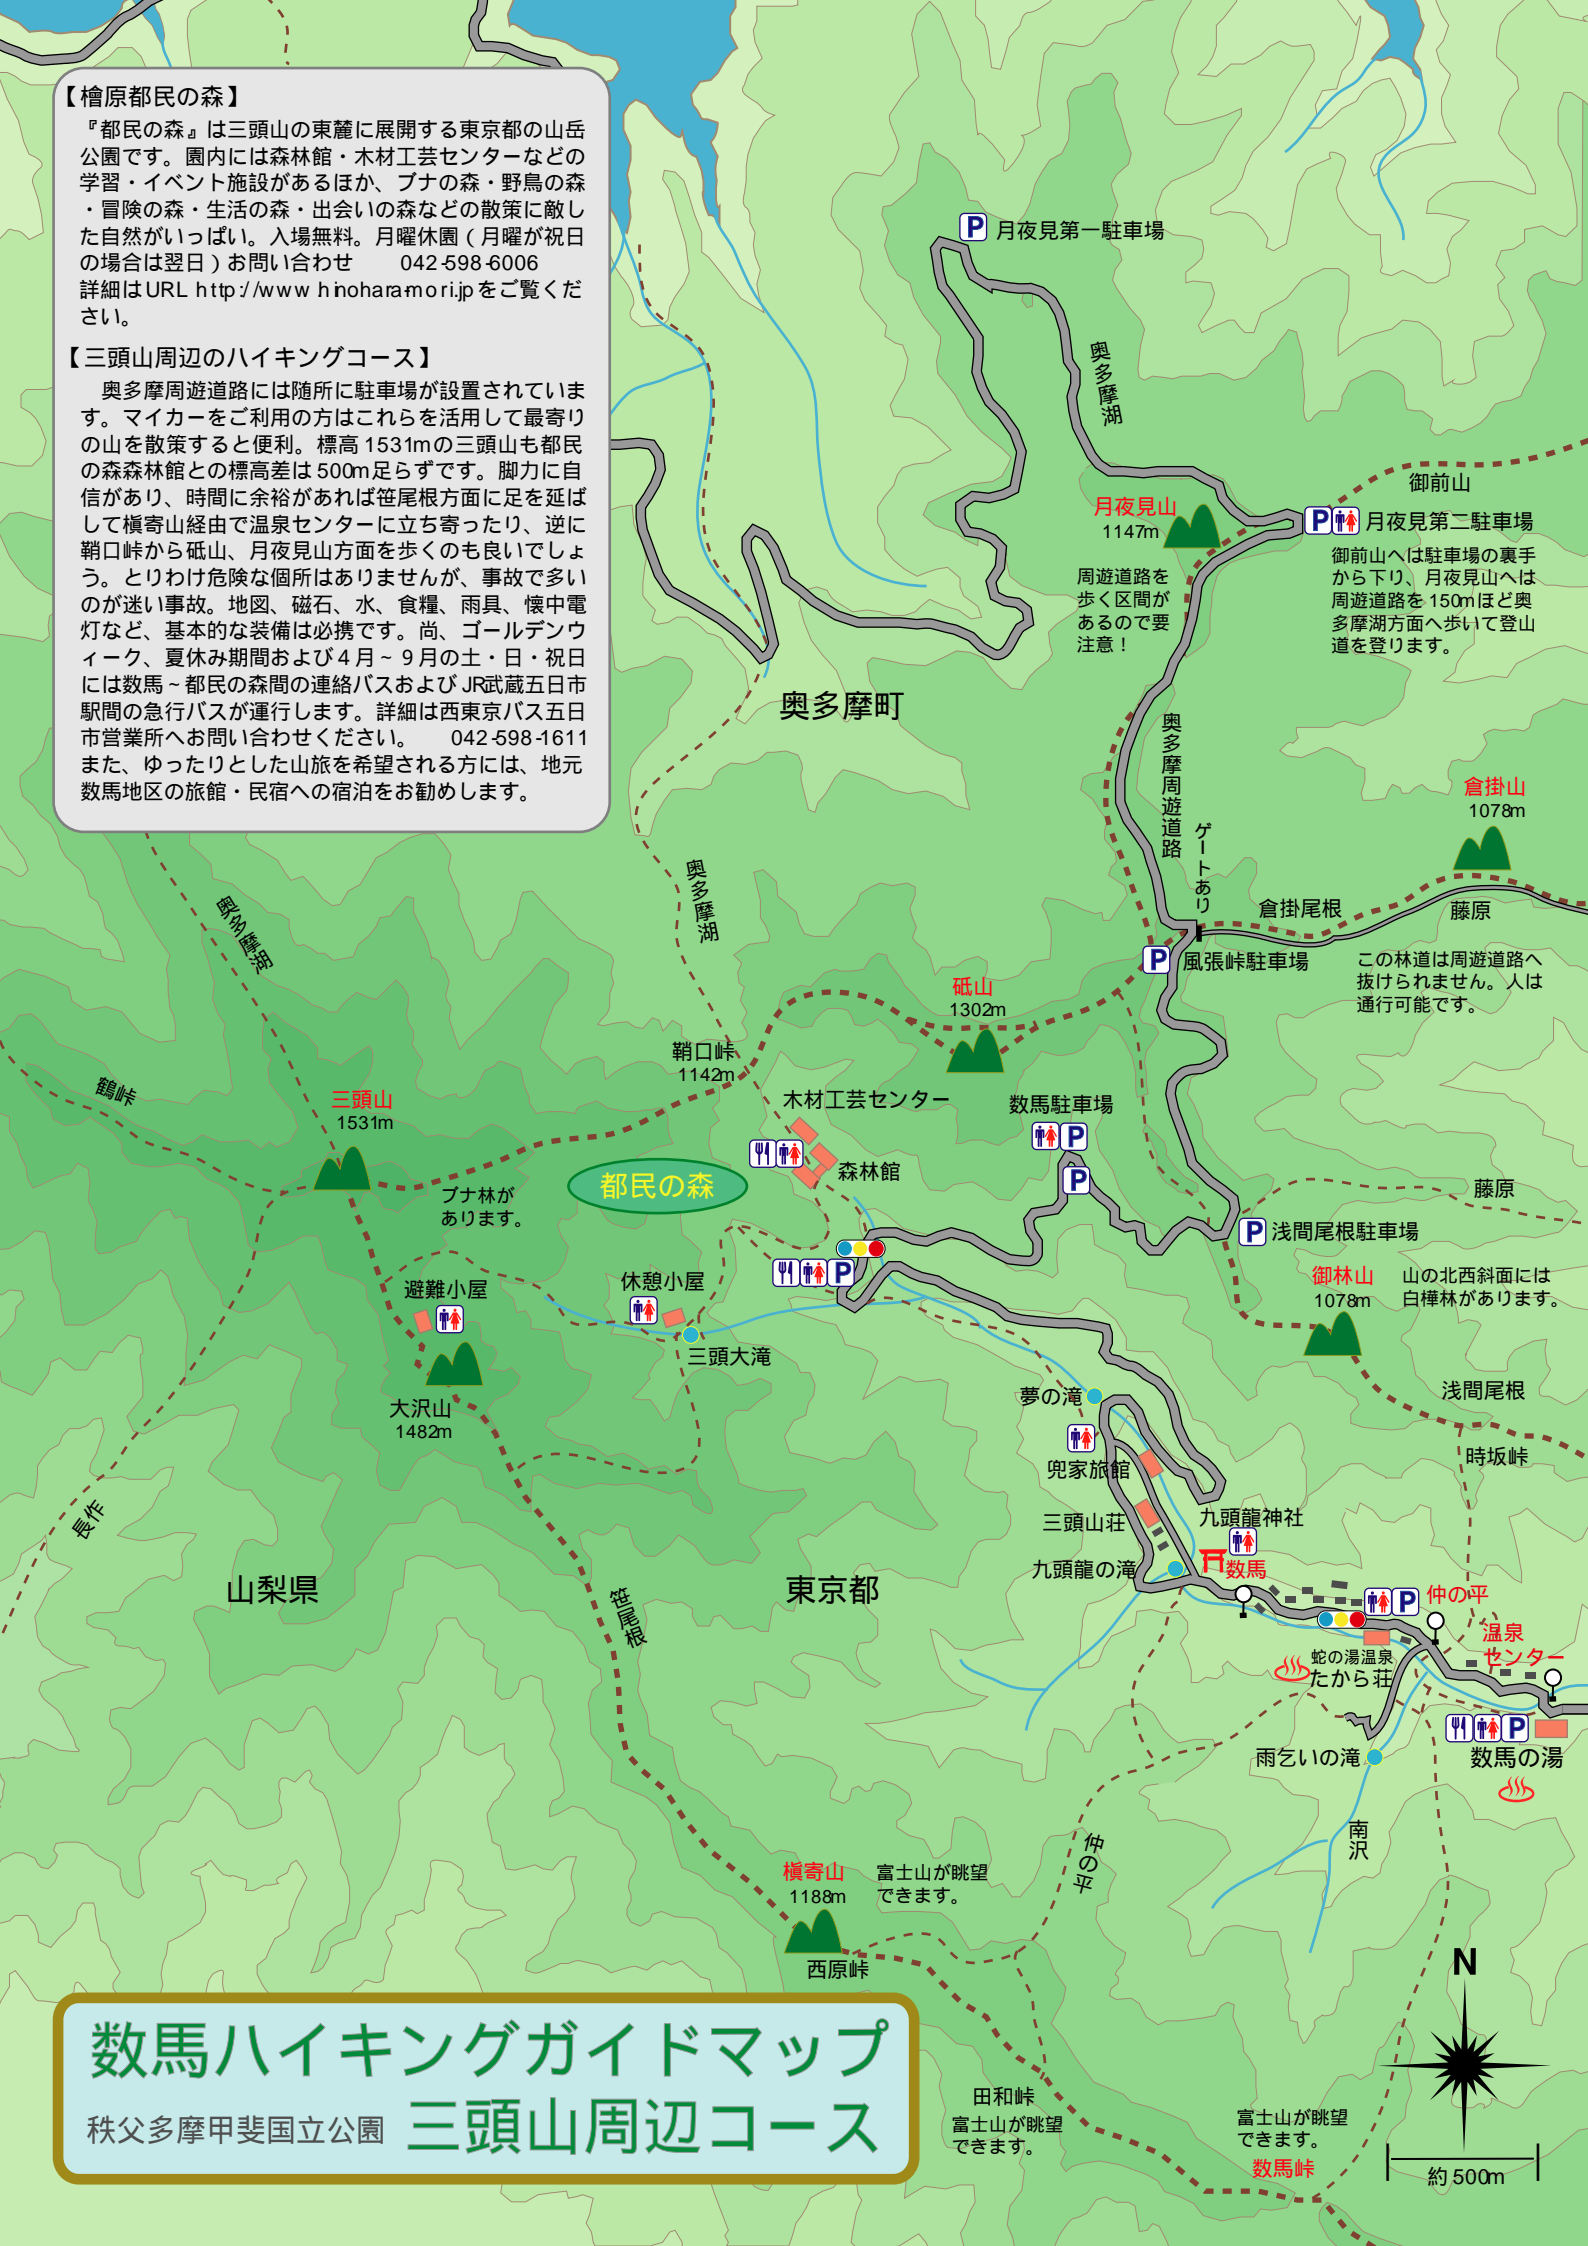 【檜原都民の森】
『都民の森』は三頭山の東麓に展開する東京都の山岳
公園です。園内には森林館・木材工芸センターなどの
学習・イベント施設があるほか、ブナの森・野鳥の森
・冒険の森・生活の森・出会いの森などの散策に敵し
た自然がいっぱい。入場無料。月曜休園(月曜が祝日
の場合は翌日)お問い合わせ 042-598-6006
詳細はURL http://www.hinohara-mori.jpをご覧くだ
さい。
【三頭山周辺のハイキングコース】
奥多摩周遊道路には随所に駐車場が設置されていま
す。マイカーをご利用の方はこれらを活用して最寄り
の山を散策すると便利。標高1531mの三頭山も都民
の森森林館との標高差は500m足らずです。脚力に自
信があり、時間に余裕があれば笹尾根方面に足を延ば
して槇寄山経由で温泉センターに立ち寄ったり、逆に
鞘口峠から砥山、月夜見山方面を歩くのも良いでしょ
う。とりわけ危険な個所はありませんが、事故で多い
のが迷い事故。地図、磁石、水、食糧、雨具、懐中電
灯など、基本的な装備は必携です。尚、ゴールデンウ
ィーク、夏休み期間および4月~9月の土・日・祝日
には数馬~都民の森間の連絡バスおよびJR武蔵五日市
駅間の急行バスが運行します。詳細は西東京バス五日
市営業所へお問い合わせください。 042-598-1611
また、ゆったりとした山旅を希望される方には、地元
数馬地区の旅館・民宿への宿泊をお勧めします。
P 月夜見第一駐車場
奥多摩湖
御前山
月夜見山
1147m
P 月夜見第二駐車場
御前山へは駐車場の裏手
から下り、月夜見山へは
周遊道路を150mほど奥
多摩湖方面へ歩いて登山
道を登ります。
周遊道路を
歩く区間が
あるので要
注意!
奥多摩町
奥多摩周遊道路
ゲートあり
倉掛山
1078m
倉掛尾根
藤原
P 風張峠駐車場
この林道は周遊道路へ
抜けられません。人は
通行可能です。
奥多摩湖
奥多摩湖
砥山
1302m
鞘口峠
1142m
鶴峠
三頭山
1531m
木材工芸センター
数馬駐車場
P
P
森林館
都民の森
ブナ林が
あります。
藤原
P 浅間尾根駐車場
P
御林山
1078m
山の北西斜面には
白樺林があります。
避難小屋
休憩小屋
三頭大滝
大沢山
1482m
夢の滝
浅間尾根
時坂峠
兜家旅館
長作
三頭山荘
九頭龍神社
九頭龍の滝
数馬
山梨県
東京都
笹尾根
P 仲の平
温泉
センター
蛇の湯温泉
たから荘
P
数馬の湯
雨乞いの滝
南沢
仲の平
槇寄山
1188m
富士山が眺望
できます。
西原峠
N
数馬ハイキングガイドマップ
秩父多摩甲斐国立公園 三頭山周辺コース
田和峠
富士山が眺望
できます。
富士山が眺望
できます。
数馬峠
約500m